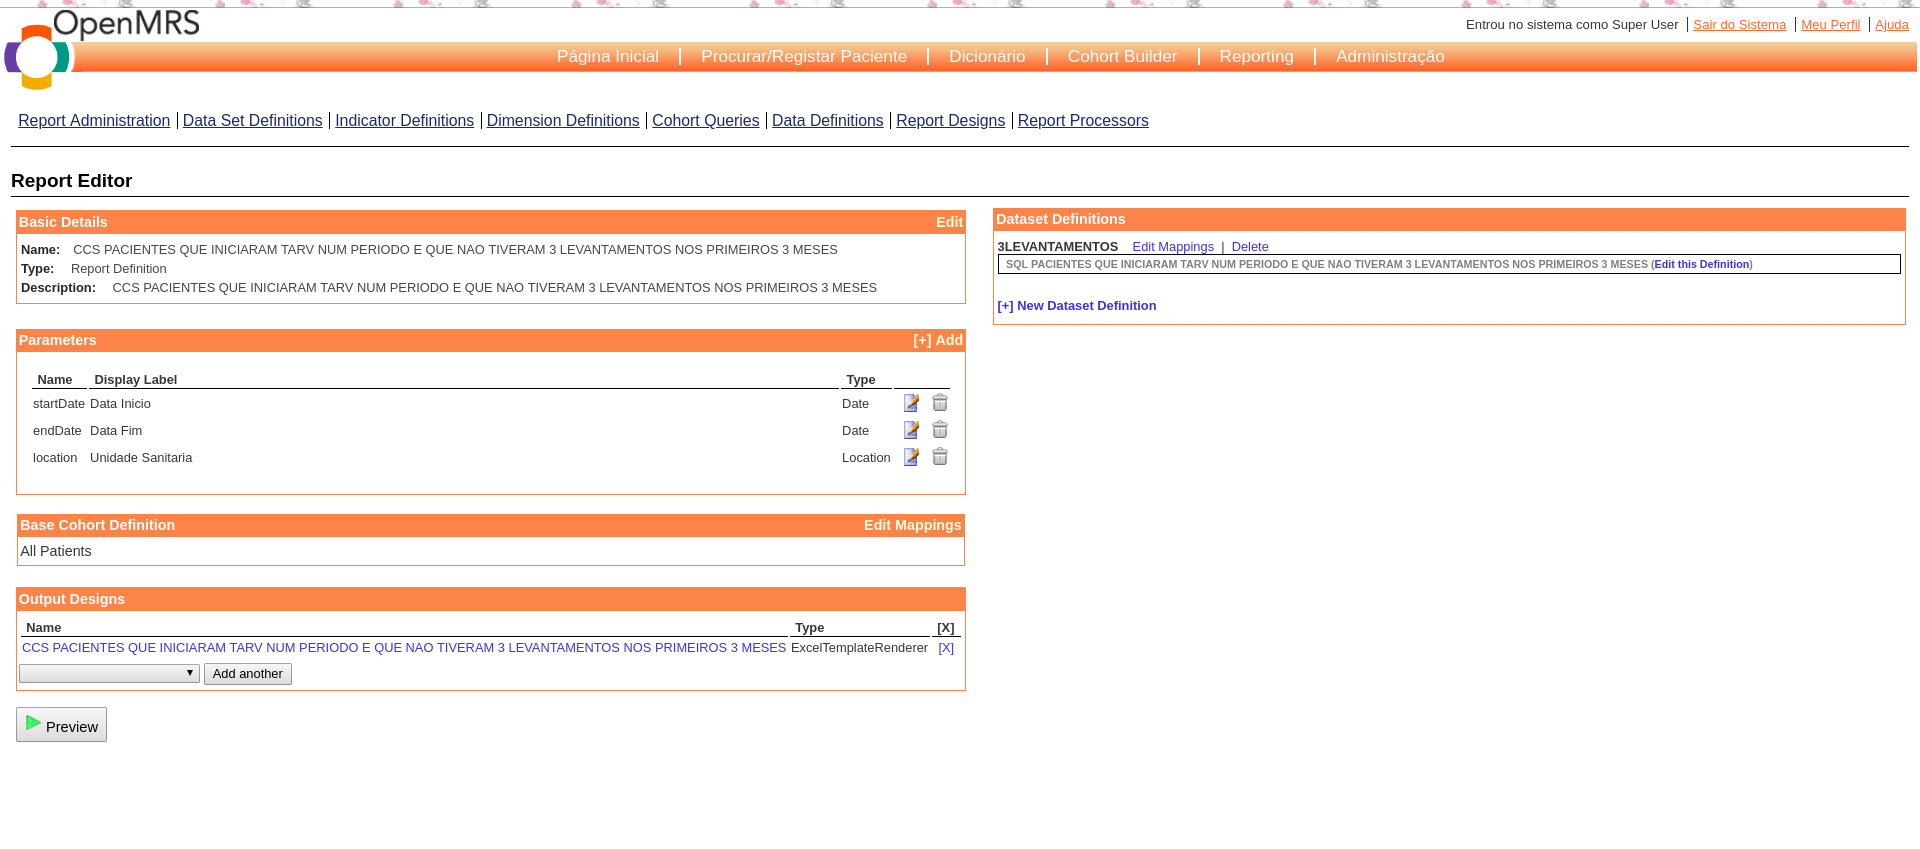 OpenMRS
Entrou no sistema como Super User Sair do Sistema Meu Perfil Ajuda
Página Inicial Procurar/Registar Paciente Dicionário Cohort Builder Reporting Administração
Report Administration Data Set Definitions Indicator Definitions Dimension Definitions Cohort Queries Data Definitions Report Designs Report Processors
Report Editor
Basic Details Edit
Name: CCS PACIENTES QUE INICIARAM TARV NUM PERIODO E QUE NAO TIVERAM 3 LEVANTAMENTOS NOS PRIMEIROS 3 MESES
Type: Report Definition
Description: CCS PACIENTES QUE INICIARAM TARV NUM PERIODO E QUE NAO TIVERAM 3 LEVANTAMENTOS NOS PRIMEIROS 3 MESES
Parameters [+] Add
Name Display Label Type
startDate Data Inicio Date
endDate Data Fim Date
location Unidade Sanitaria Location
Base Cohort Definition Edit Mappings
All Patients
Output Designs
Name Type [X]
CCS PACIENTES QUE INICIARAM TARV NUM PERIODO E QUE NAO TIVERAM 3 LEVANTAMENTOS NOS PRIMEIROS 3 MESES ExcelTemplateRenderer [X]
Add another
Preview
Dataset Definitions
3LEVANTAMENTOS Edit Mappings | Delete
SQL PACIENTES QUE INICIARAM TARV NUM PERIODO E QUE NAO TIVERAM 3 LEVANTAMENTOS NOS PRIMEIROS 3 MESES (Edit this Definition)
[+] New Dataset Definition